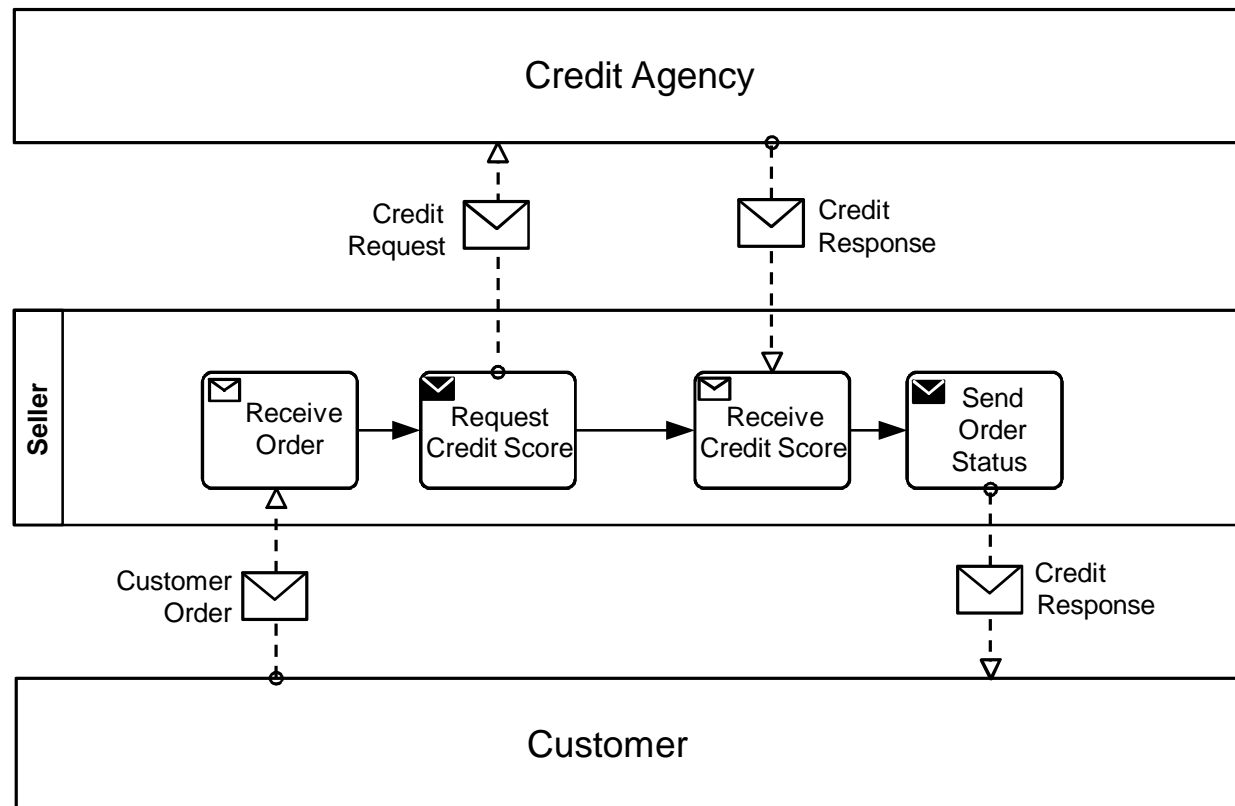 Credit Agency
Credit
Request
Credit
Response
Seller
Receive
Order
Request
Credit Score
Receive
Credit Score
Send
Order
Status
Customer
Order
Credit
Response
Customer